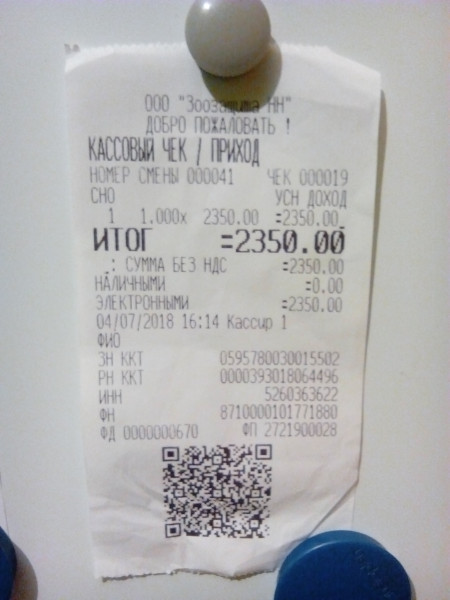 ООО "Зоозащита НН"
ДОБРО ПОЖАЛОВАТЬ !
КАССОВЫЙ ЧЕК / ПРИХОД
НОМЕР СМЕНЫ 000041 ЧЕК 000019
СНО УСН ДОХОД
1 1.000x 2350.00 =2350.00
ИТОГ =2350.00
.: СУММА БЕЗ НДС =2350.00
НАЛИЧНЫМИ =0.00
ЭЛЕКТРОННЫМИ =2350.00
04/07/2018 16:14 Кассир 1
ФИО
ЗН ККТ 0595780030015502
РН ККТ 0000393018064496
ИНН 5260363622
ФН 8710000101771880
ФД 0000000670 ФП 2721900028